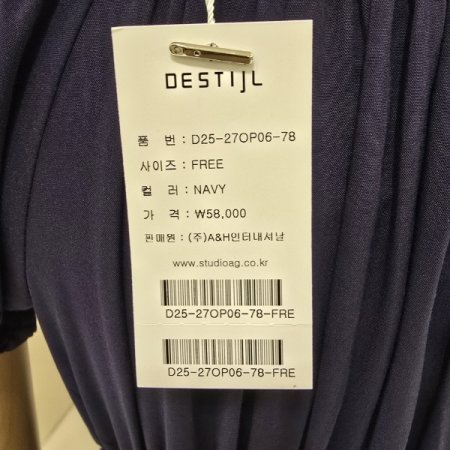 DESTIJL
품 번 : D25-27OP06-78
사이즈 : FREE
컬 러 : NAVY
가 격 : ₩58,000
판매원 : (주)A&H인터내셔날
www.studioag.co.kr
D25-27OP06-78-FRE
D25-27OP06-78-FRE